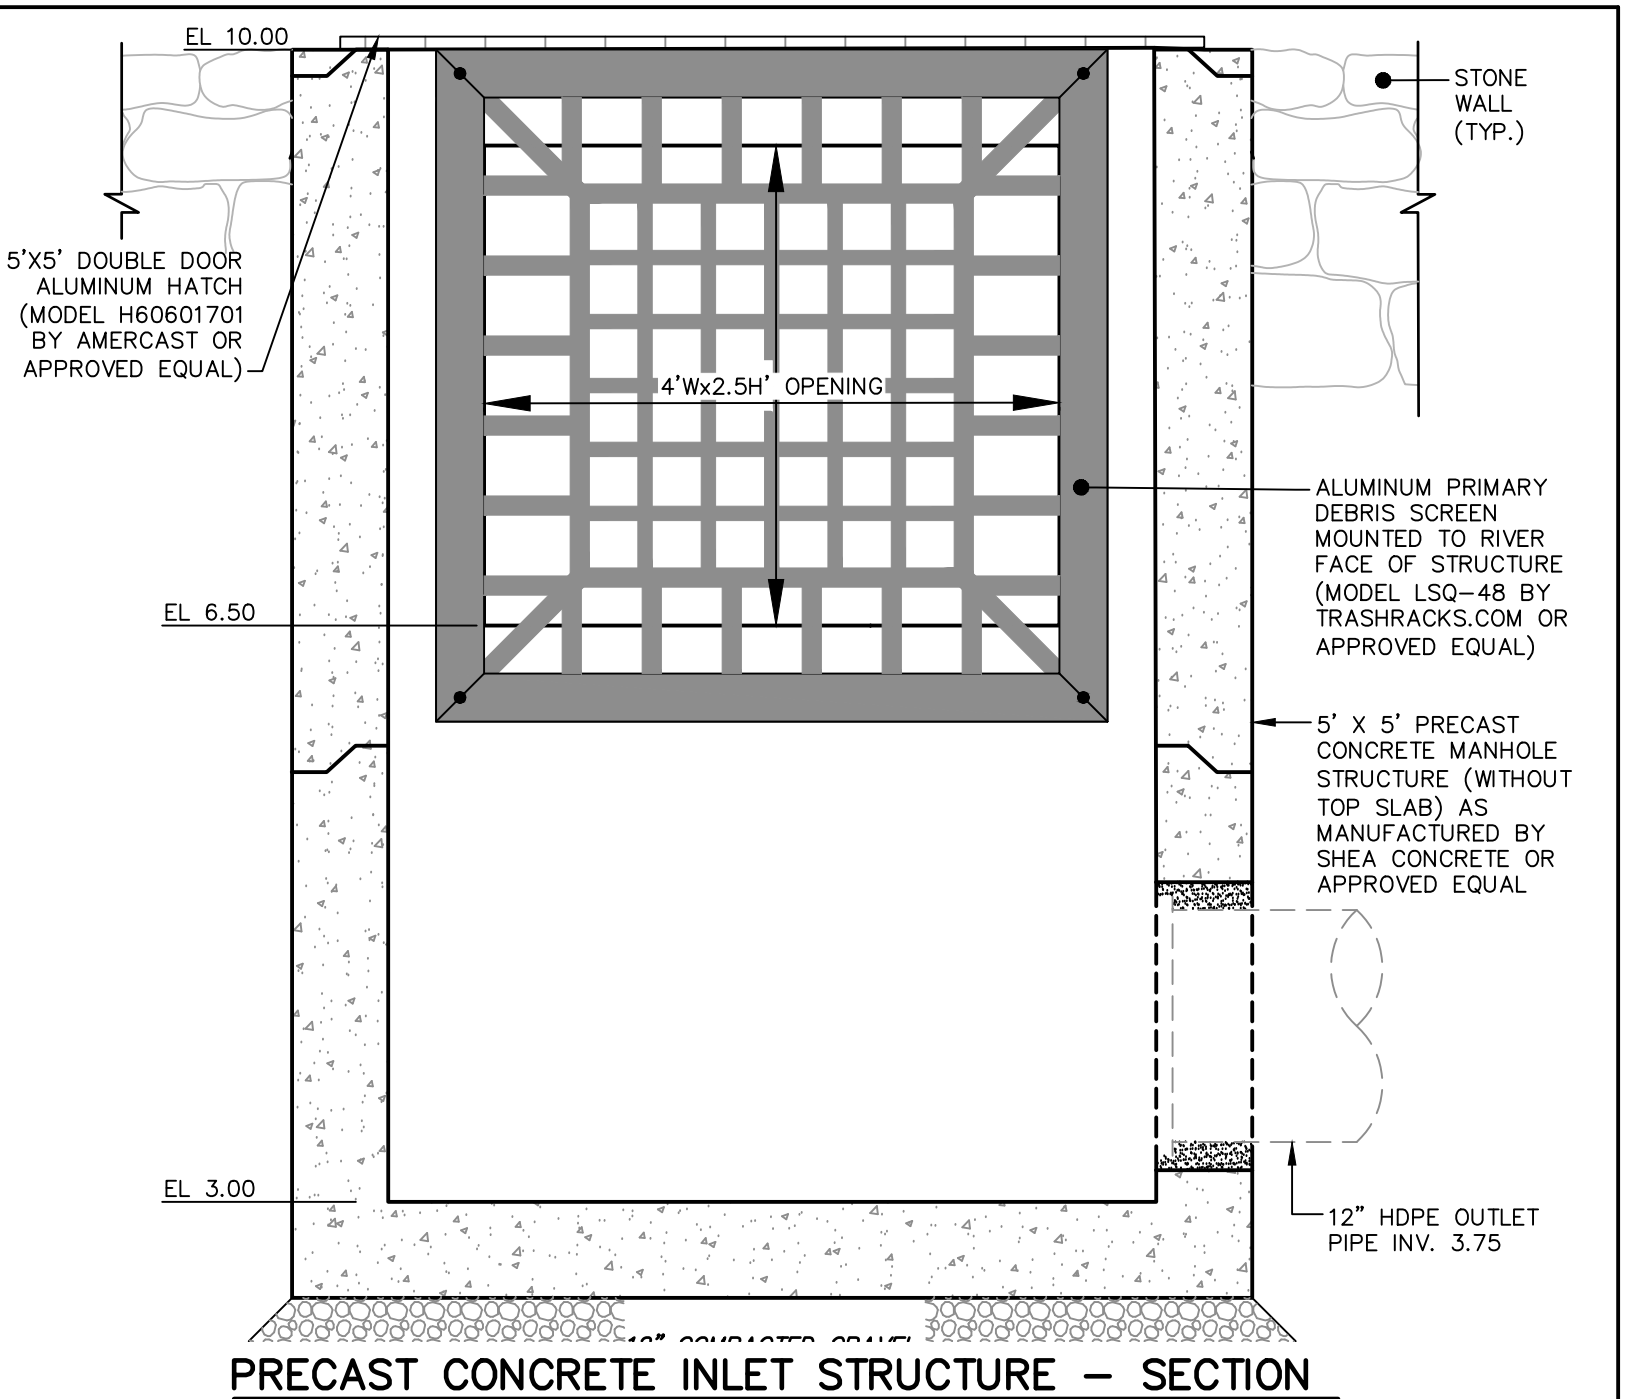 EL 10.00
STONE
WALL
(TYP.)
5'X5' DOUBLE DOOR
ALUMINUM HATCH
(MODEL H60601701
BY AMERCAST OR
APPROVED EQUAL)
4'Wx2.5H' OPENING
ALUMINUM PRIMARY
DEBRIS SCREEN
MOUNTED TO RIVER
FACE OF STRUCTURE
(MODEL LSQ-48 BY
TRASHRACKS.COM OR
APPROVED EQUAL)
EL 6.50
5' X 5' PRECAST
CONCRETE MANHOLE
STRUCTURE (WITHOUT
TOP SLAB) AS
MANUFACTURED BY
SHEA CONCRETE OR
APPROVED EQUAL
EL 3.00
12" HDPE OUTLET
PIPE INV. 3.75
COMPACTED GRAVEL
PRECAST CONCRETE INLET STRUCTURE - SECTION